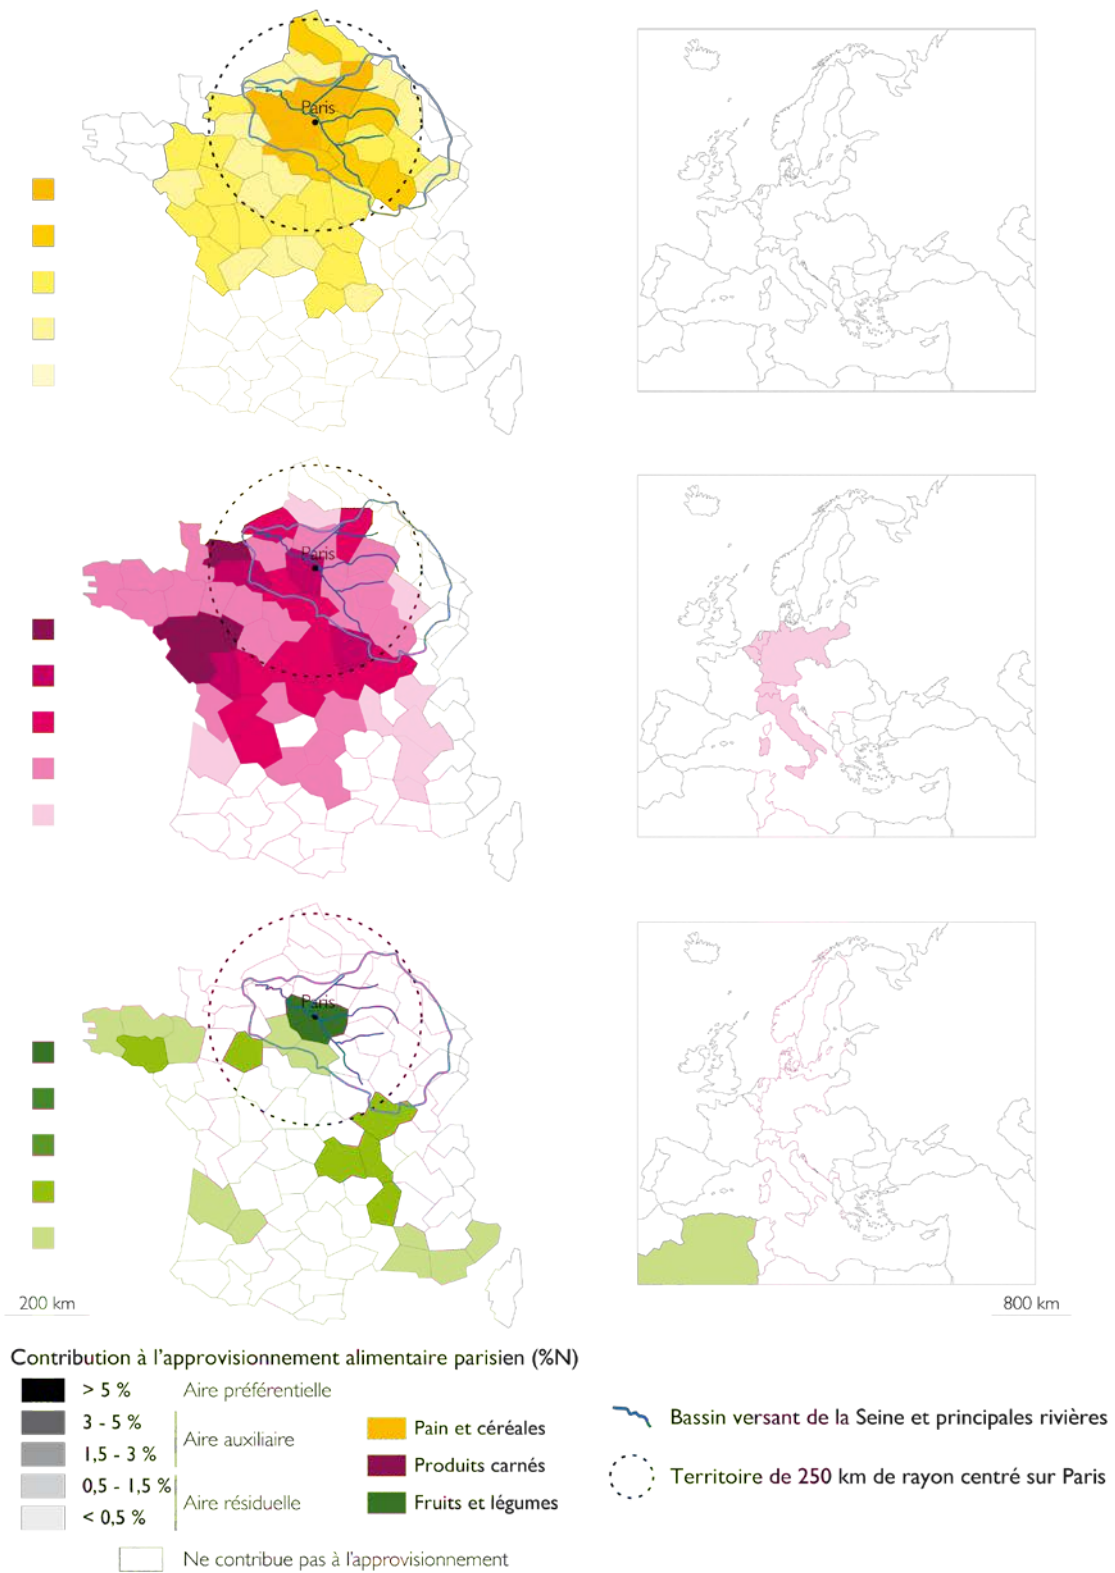 Paris
Paris
Paris
200 km
800 km
Contribution à l'approvisionnement alimentaire parisien (%N)
> 5 % Aire préférentielle
3 - 5 %
Aire auxiliaire
1,5 - 3 %
0,5 - 1,5 %
Aire résiduelle
< 0,5 %
Ne contribue pas à l'approvisionnement
Pain et céréales
Produits carnés
Fruits et légumes
Bassin versant de la Seine et principales rivières
Territoire de 250 km de rayon centré sur Paris